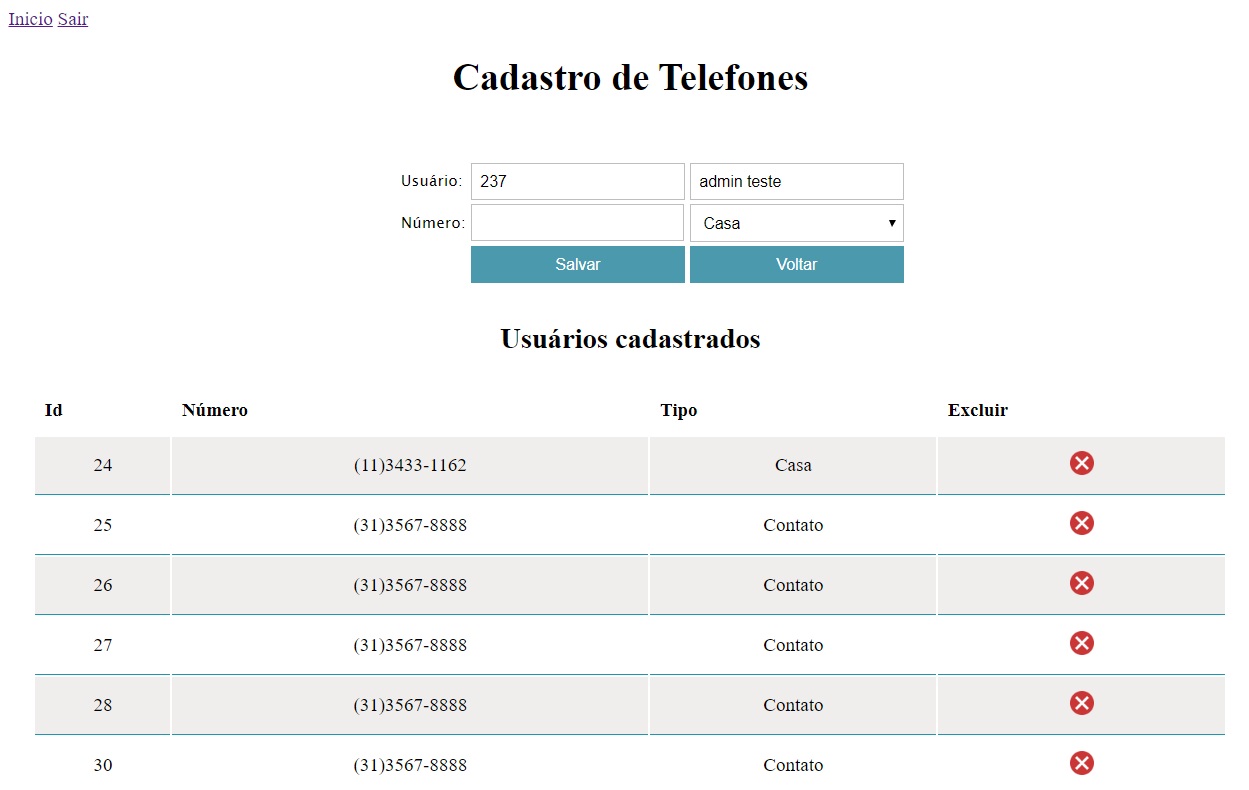 Inicio Sair
Cadastro de Telefones
Usuário: 237 admin teste
Número: Casa
Salvar Voltar
Usuários cadastrados
Id Número Tipo Excluir
24 (11)3433-1162 Casa
25 (31)3567-8888 Contato
26 (31)3567-8888 Contato
27 (31)3567-8888 Contato
28 (31)3567-8888 Contato
30 (31)3567-8888 Contato